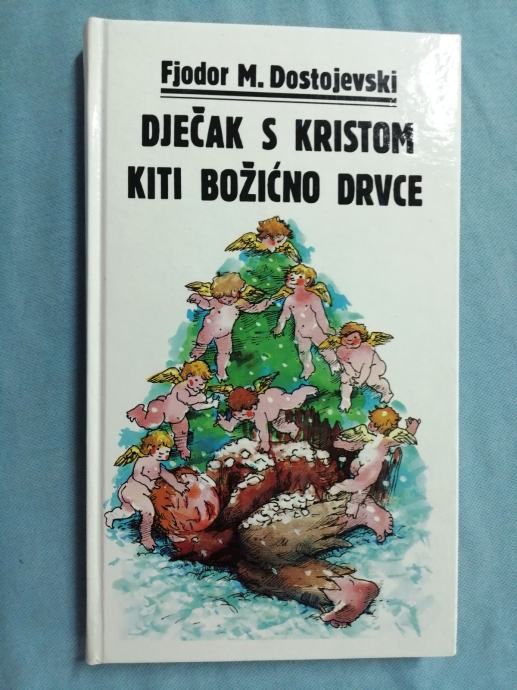 Fjodor M. Dostojevski
DJEČAK S KRISTOM
KITI BOŽIĆNO DRVCE